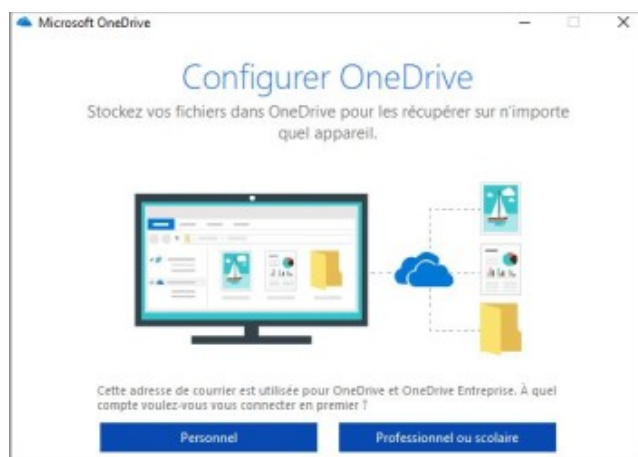 Microsoft OneDrive
Configurer OneDrive
Stockez vos fichiers dans OneDrive pour les récupérer sur n'importe
quel appareil.
Cette adresse de courrier est utilisée pour OneDrive et OneDrive Entreprise. À quel
compte voulez-vous vous connecter en premier ?
Personnel
Professionnel ou scolaire